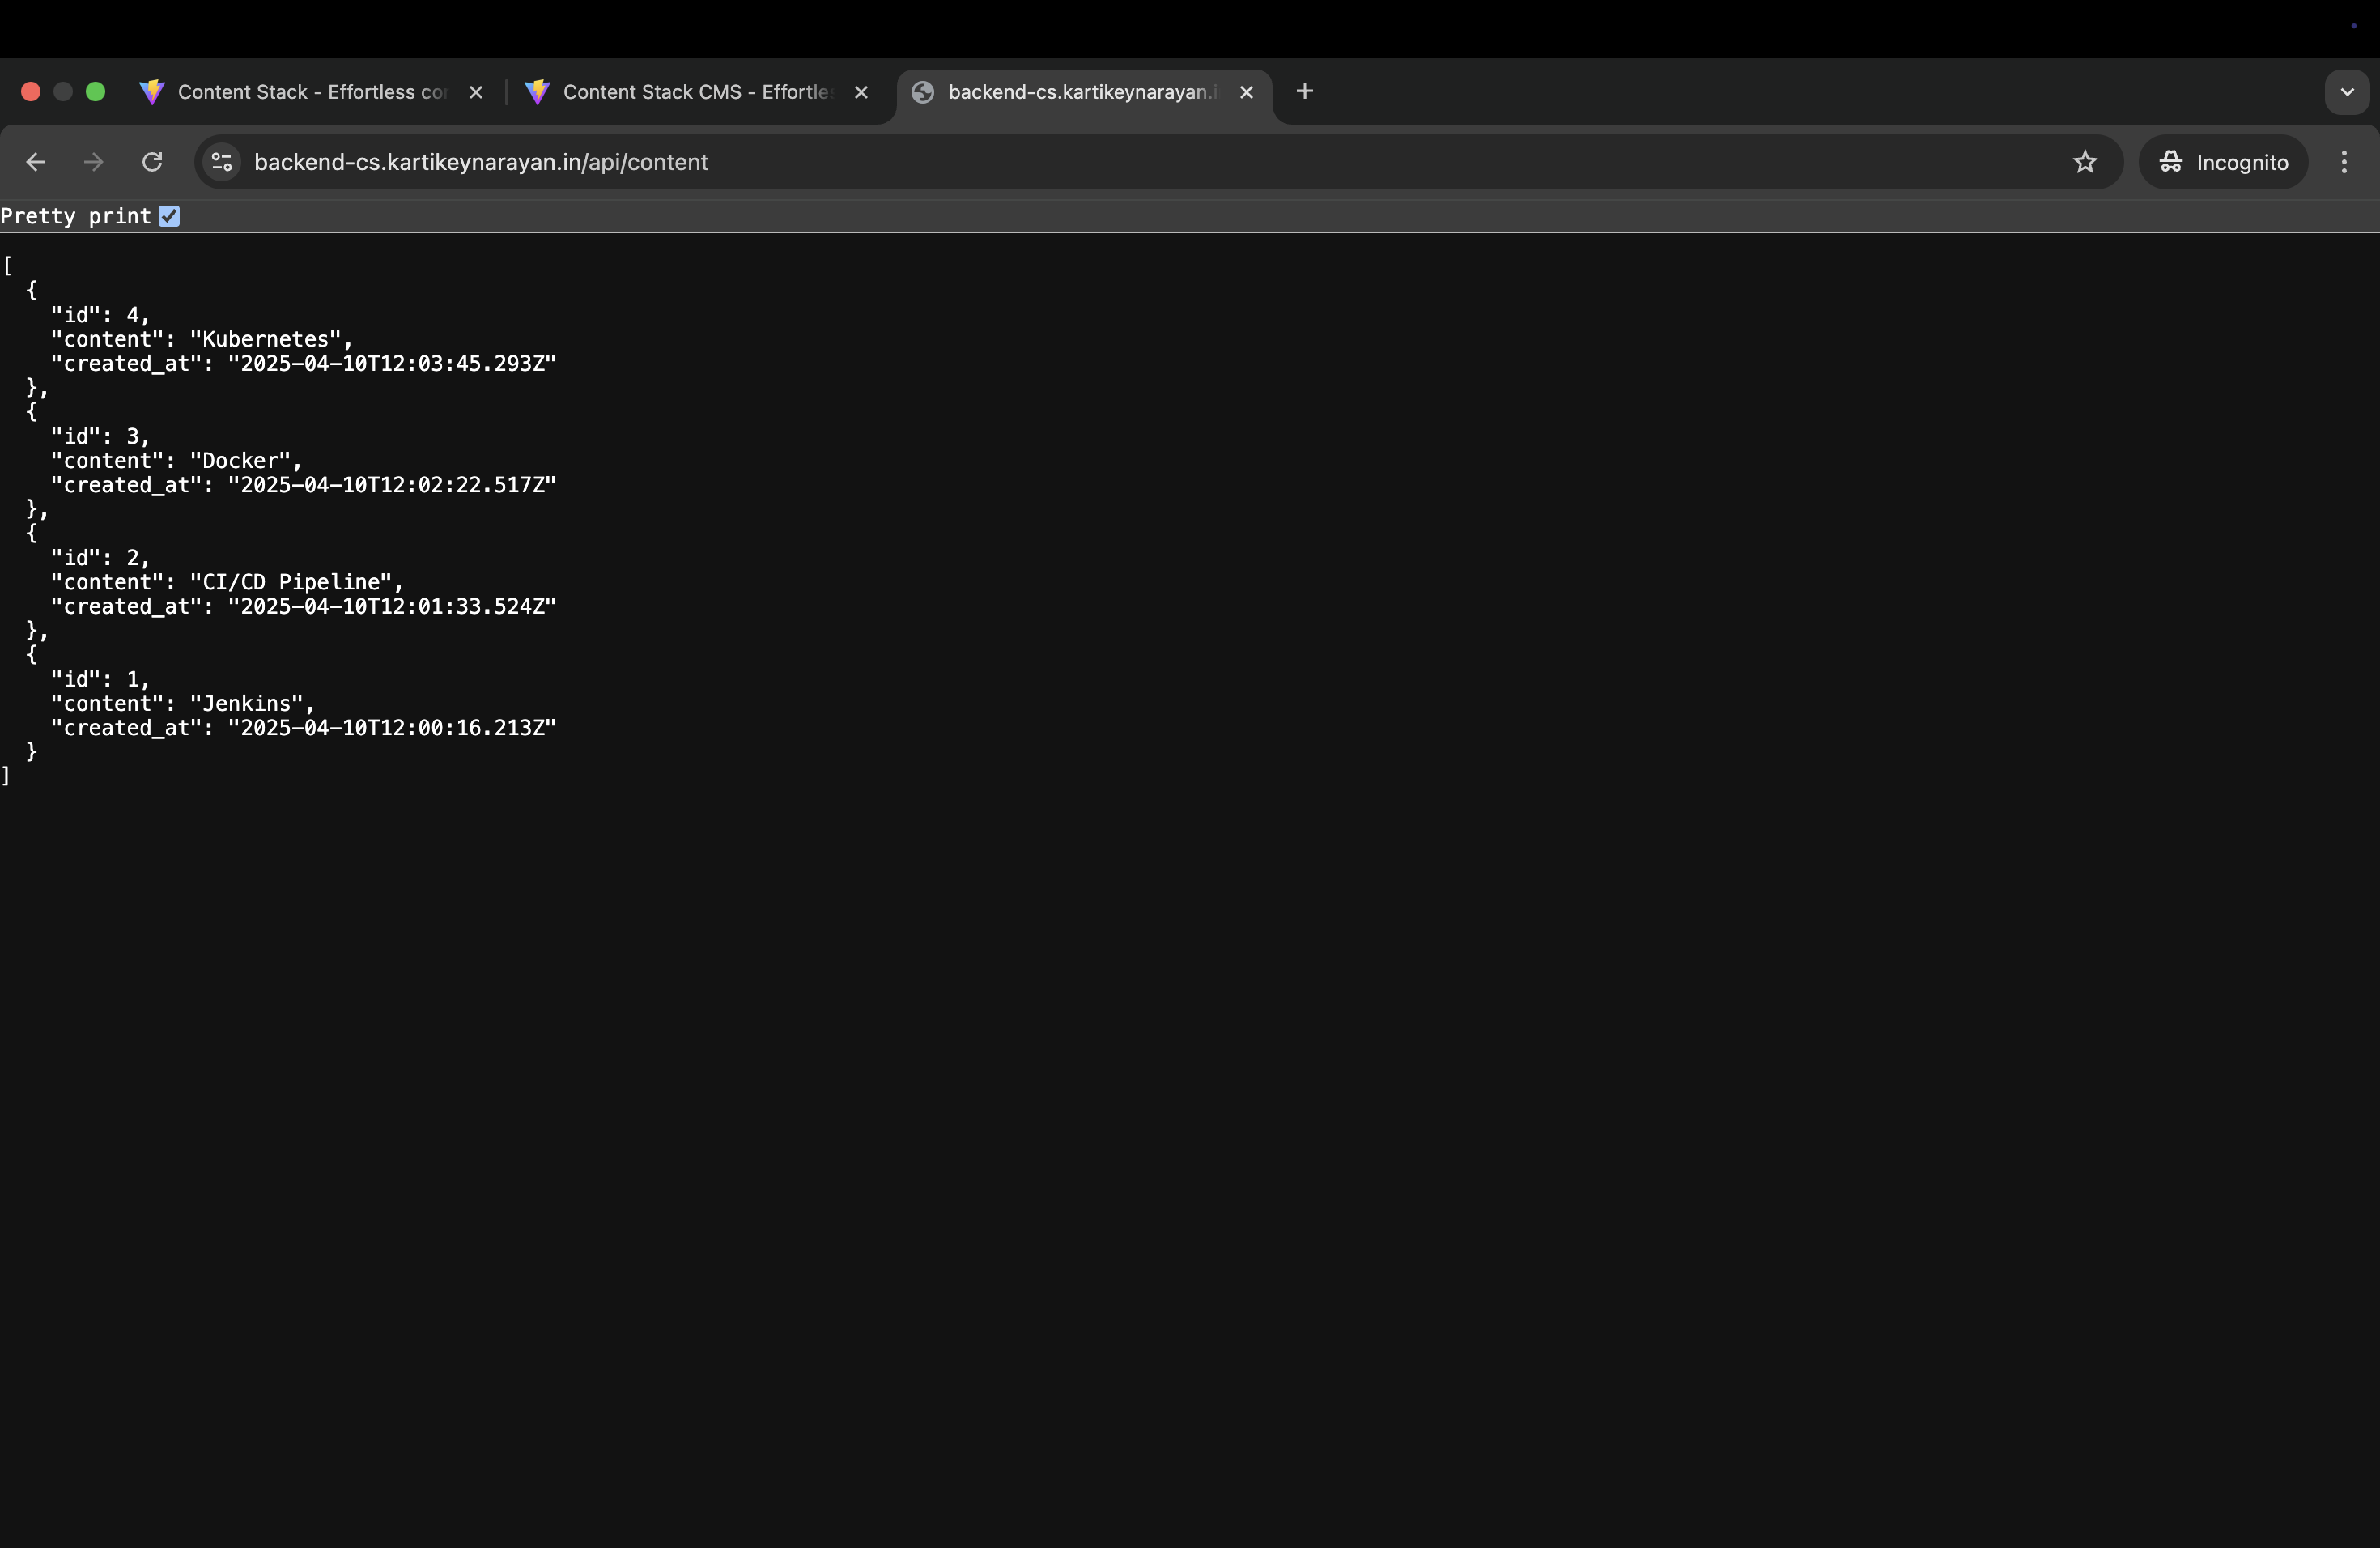 Content Stack - Effortless cor
Content Stack CMS - Effortles
backend-cs.kartikeynarayan.i
backend-cs.kartikeynarayan.in/api/content
Incognito
Pretty print
[
  {
    "id": 4,
    "content": "Kubernetes",
    "created_at": "2025-04-10T12:03:45.293Z"
  },
  {
    "id": 3,
    "content": "Docker",
    "created_at": "2025-04-10T12:02:22.517Z"
  },
  {
    "id": 2,
    "content": "CI/CD Pipeline",
    "created_at": "2025-04-10T12:01:33.524Z"
  },
  {
    "id": 1,
    "content": "Jenkins",
    "created_at": "2025-04-10T12:00:16.213Z"
  }
]